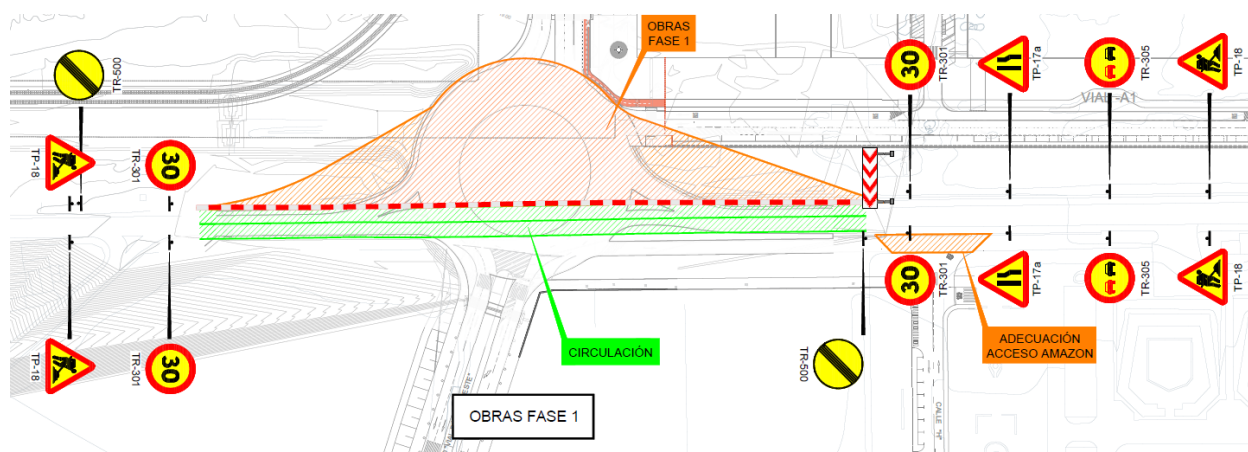 OBRAS
FASE 1
TR-500
TP-18
30
TR-301
30
TR-301
TP-17a
TR-305
TP-18
VIAL -A1
CIRCULACIÓN
OBRAS FASE 1
TP-18
30
TR-301
TR-500
30
TR-301
TP-17a
TR-305
TP-18
ADECUACIÓN
ACCESO AMAZON
CALLE "H"